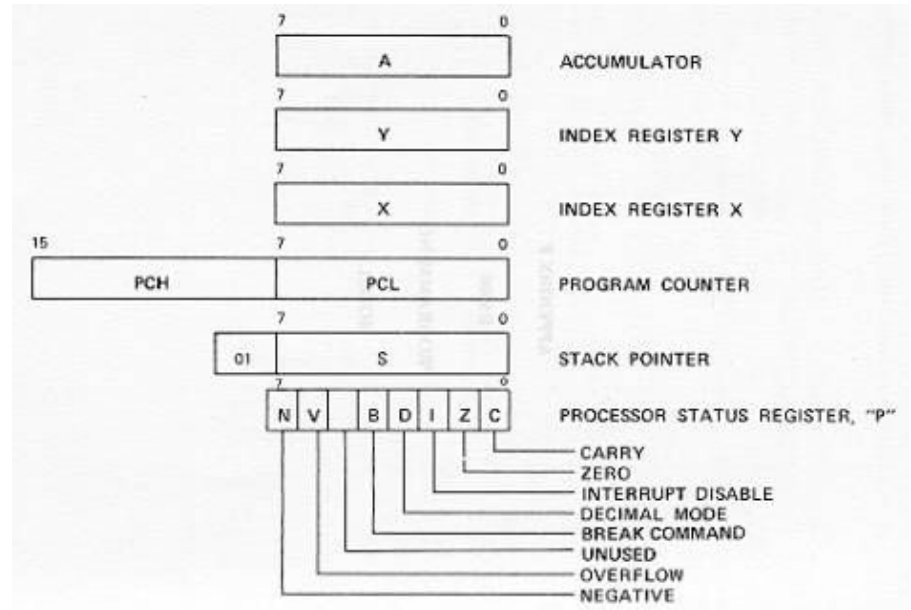 7 0
A ACCUMULATOR
7 0
Y INDEX REGISTER Y
7 0
X INDEX REGISTER X
15 7 0
PCH PCL PROGRAM COUNTER
7 0
01 S STACK POINTER
7 0
N V B D I Z C PROCESSOR STATUS REGISTER, "P"
CARRY
ZERO
INTERRUPT DISABLE
DECIMAL MODE
BREAK COMMAND
UNUSED
OVERFLOW
NEGATIVE